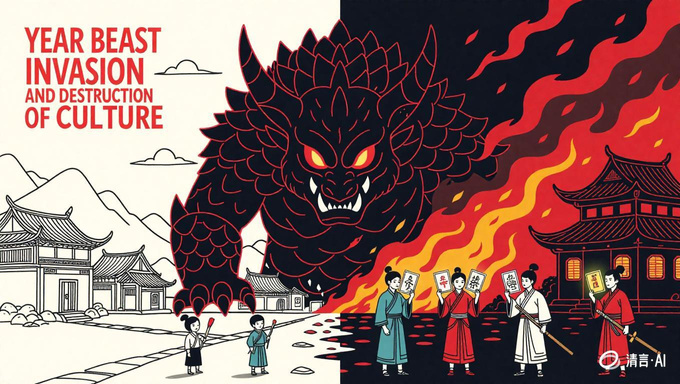 YEAR BEAST
INVASION
AND DESTRUCTION
OF CULTURE
清言·AI